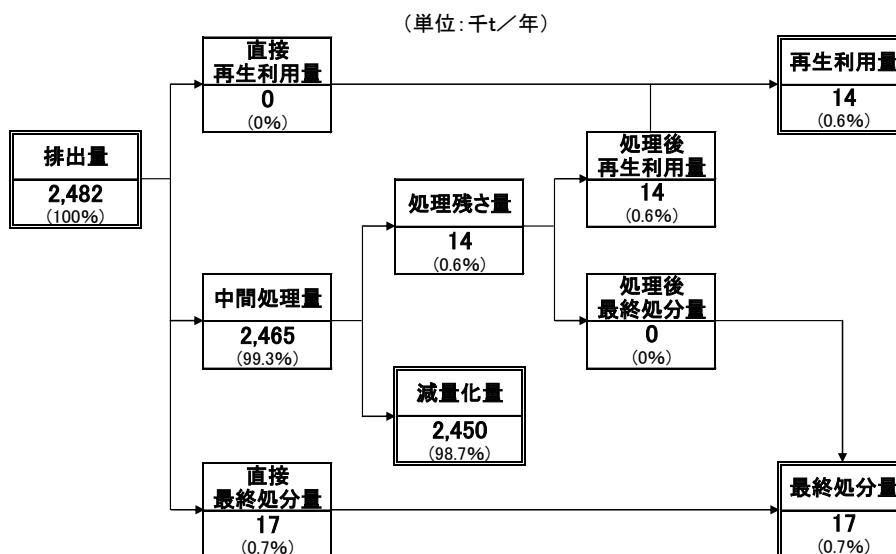 （単位：千t／年）
直接
再生利用量
0
（0%）
再生利用量
14
（0.6%）
排出量
2,482
（100%）
処理後
再生利用量
14
（0.6%）
処理残さ量
14
（0.6%）
中間処理量
2,465
（99.3%）
処理後
最終処分量
0
（0%）
減量化量
2,450
（98.7%）
直接
最終処分量
17
（0.7%）
最終処分量
17
（0.7%）